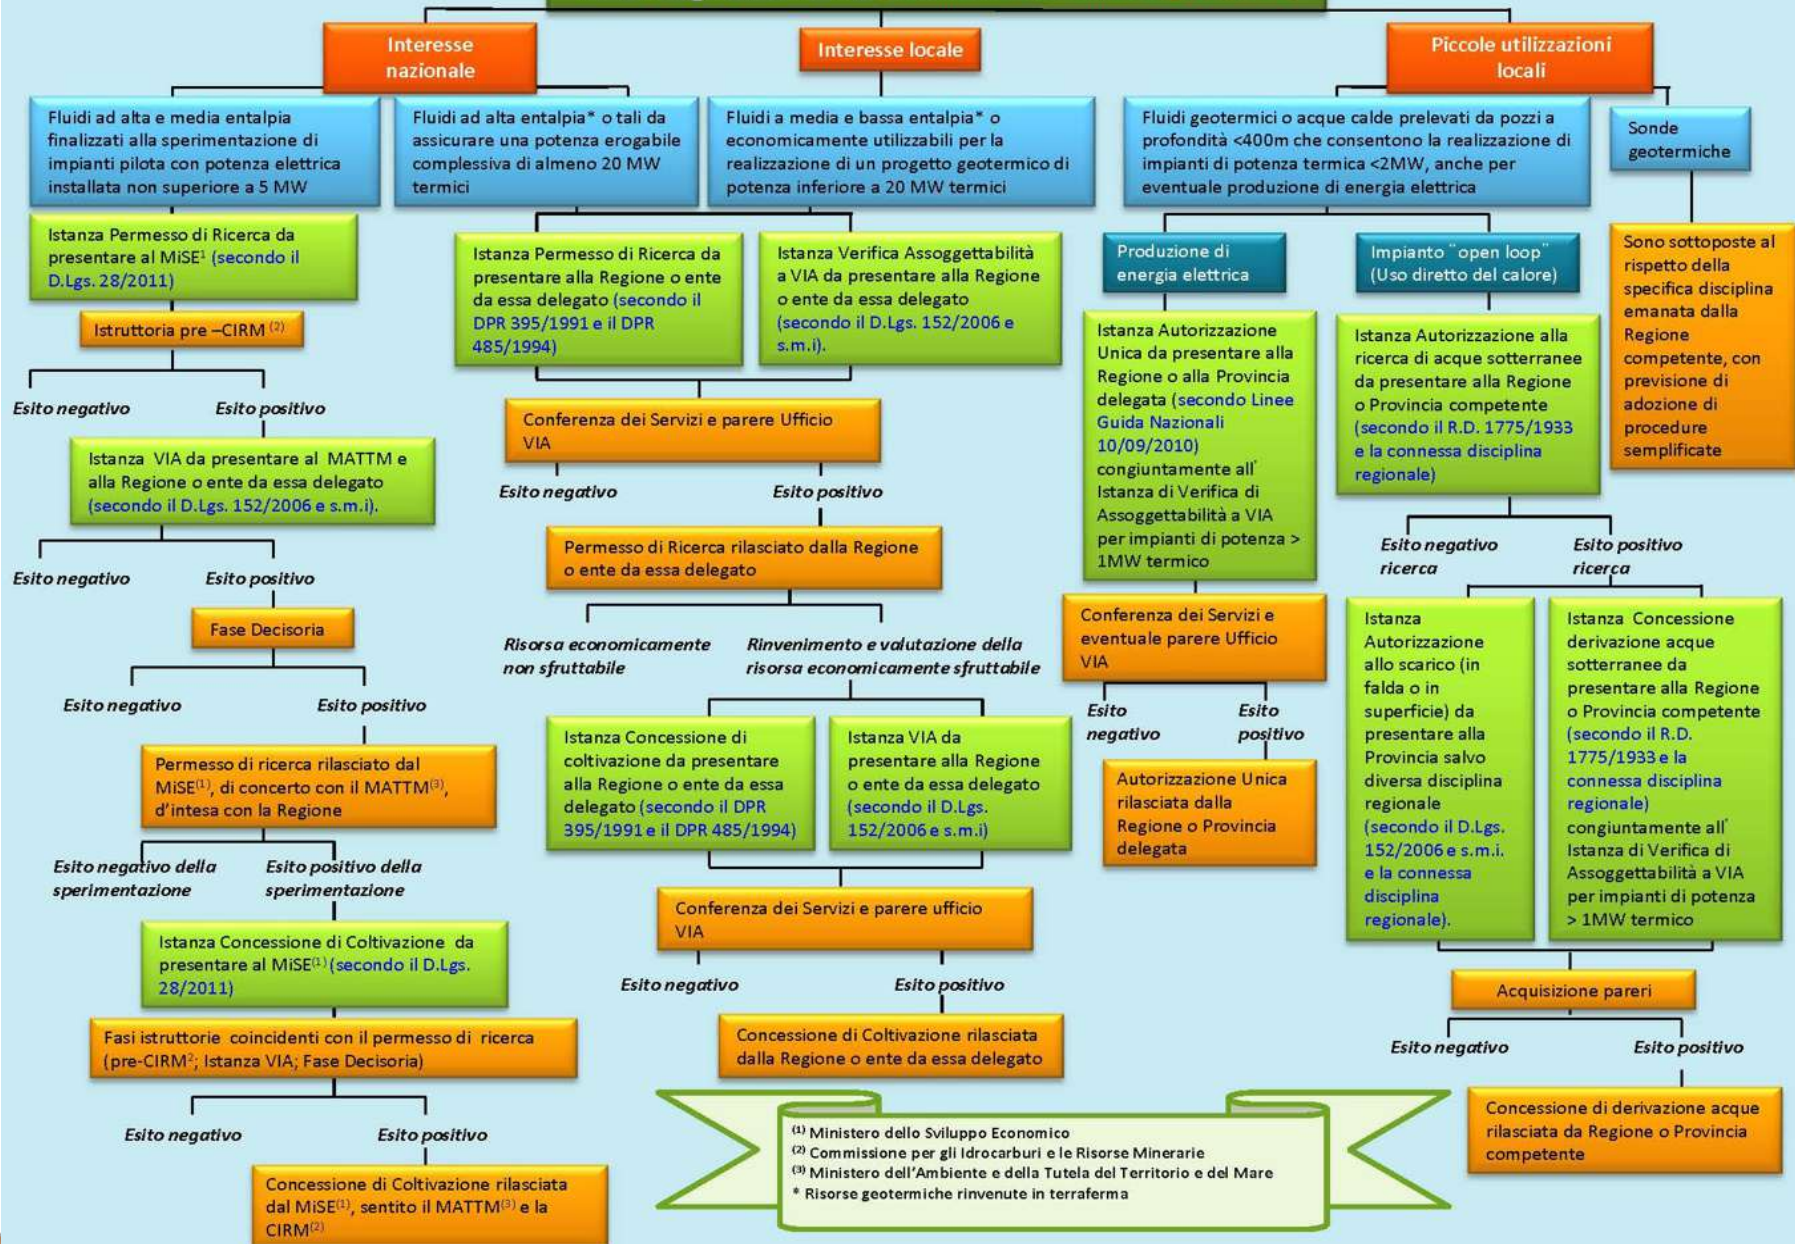 Interesse
nazionale
Interesse locale
Piccole utilizzazioni
locali
Fluidi ad alta e media entalpia
finalizzati alla sperimentazione di
impianti pilota con potenza elettrica
installata non superiore a 5 MW
Fluidi ad alta entalpia* o tali da
assicurare una potenza erogabile
complessiva di almeno 20 MW
termici
Fluidi a media e bassa entalpia* o
economicamente utilizzabili per la
realizzazione di un progetto geotermico di
potenza inferiore a 20 MW termici
Fluidi geotermici o acque calde prelevati da pozzi a
profondità <400m che consentono la realizzazione di
impianti di potenza termica <2MW, anche per
eventuale produzione di energia elettrica
Sonde
geotermiche
Istanza Permesso di Ricerca da
presentare al MiSE¹ (secondo il
D.Lgs. 28/2011)
Istruttoria pre –CIRM (2)
Esito negativo
Esito positivo
Istanza VIA da presentare al MATTM e
alla Regione o ente da essa delegato
(secondo il D.Lgs. 152/2006 e s.m.i).
Esito negativo
Esito positivo
Fase Decisoria
Esito negativo
Esito positivo
Permesso di ricerca rilasciato dal
MiSE(1), di concerto con il MATTM(3),
d'intesa con la Regione
Esito negativo della
sperimentazione
Esito positivo della
sperimentazione
Istanza Concessione di Coltivazione da
presentare al MiSE(1) (secondo il D.Lgs.
28/2011)
Fasi istruttorie coincidenti con il permesso di ricerca
(pre-CIRM²; Istanza VIA; Fase Decisoria)
Esito negativo
Esito positivo
Concessione di Coltivazione rilasciata
dal MiSE(1), sentito il MATTM(3) e la
CIRM(2)
Istanza Permesso di Ricerca da
presentare alla Regione o ente
da essa delegato (secondo il
DPR 395/1991 e il DPR
485/1994)
Istanza Verifica Assoggettabilità
a VIA da presentare alla Regione
o ente da essa delegato
(secondo il D.Lgs. 152/2006 e
s.m.i).
Conferenza dei Servizi e parere Ufficio
VIA
Esito negativo
Esito positivo
Permesso di Ricerca rilasciato dalla Regione
o ente da essa delegato
Risorsa economicamente
non sfruttabile
Rinvenimento e valutazione della
risorsa economicamente sfruttabile
Istanza Concessione di
coltivazione da presentare
alla Regione o ente da essa
delegato (secondo il DPR
395/1991 e il DPR 485/1994)
Istanza VIA da
presentare alla Regione
o ente da essa delegato
(secondo il D.Lgs.
152/2006 e s.m.i)
Conferenza dei Servizi e parere ufficio
VIA
Esito negativo
Esito positivo
Concessione di Coltivazione rilasciata
dalla Regione o ente da essa delegato
Produzione di
energia elettrica
Istanza Autorizzazione
Unica da presentare alla
Regione o alla Provincia
delegata (secondo Linee
Guida Nazionali
10/09/2010)
congiuntamente all'
Istanza di Verifica di
Assoggettabilità a VIA
per impianti di potenza >
1MW termico
Conferenza dei Servizi e
eventuale parere Ufficio
VIA
Esito
negativo
Esito
positivo
Autorizzazione Unica
rilasciata dalla
Regione o Provincia
delegata
Impianto "open loop"
(Uso diretto del calore)
Istanza Autorizzazione alla
ricerca di acque sotterranee
da presentare alla Regione
o Provincia competente
(secondo il R.D. 1775/1933
e la connessa disciplina
regionale)
Esito negativo
ricerca
Esito positivo
ricerca
Istanza
Autorizzazione
allo scarico (in
falda o in
superficie) da
presentare alla
Provincia salvo
diversa disciplina
regionale
(secondo il D.Lgs.
152/2006 e s.m.i.
e la connessa
disciplina
regionale).
Istanza Concessione
derivazione acque
sotterranee da
presentare alla Regione
o Provincia competente
(secondo il R.D.
1775/1933 e la
connessa disciplina
regionale)
congiuntamente all'
Istanza di Verifica di
Assoggettabilità a VIA
per impianti di potenza
> 1MW termico
Acquisizione pareri
Esito negativo
Esito positivo
Concessione di derivazione acque
rilasciata da Regione o Provincia
competente
Sono sottoposte al
rispetto della
specifica disciplina
emanata dalla
Regione
competente, con
previsione di
adozione di
procedure
semplificate
(1) Ministero dello Sviluppo Economico
(2) Commissione per gli Idrocarburi e le Risorse Minerarie
(3) Ministero dell'Ambiente e della Tutela del Territorio e del Mare
* Risorse geotermiche rinvenute in terraferma